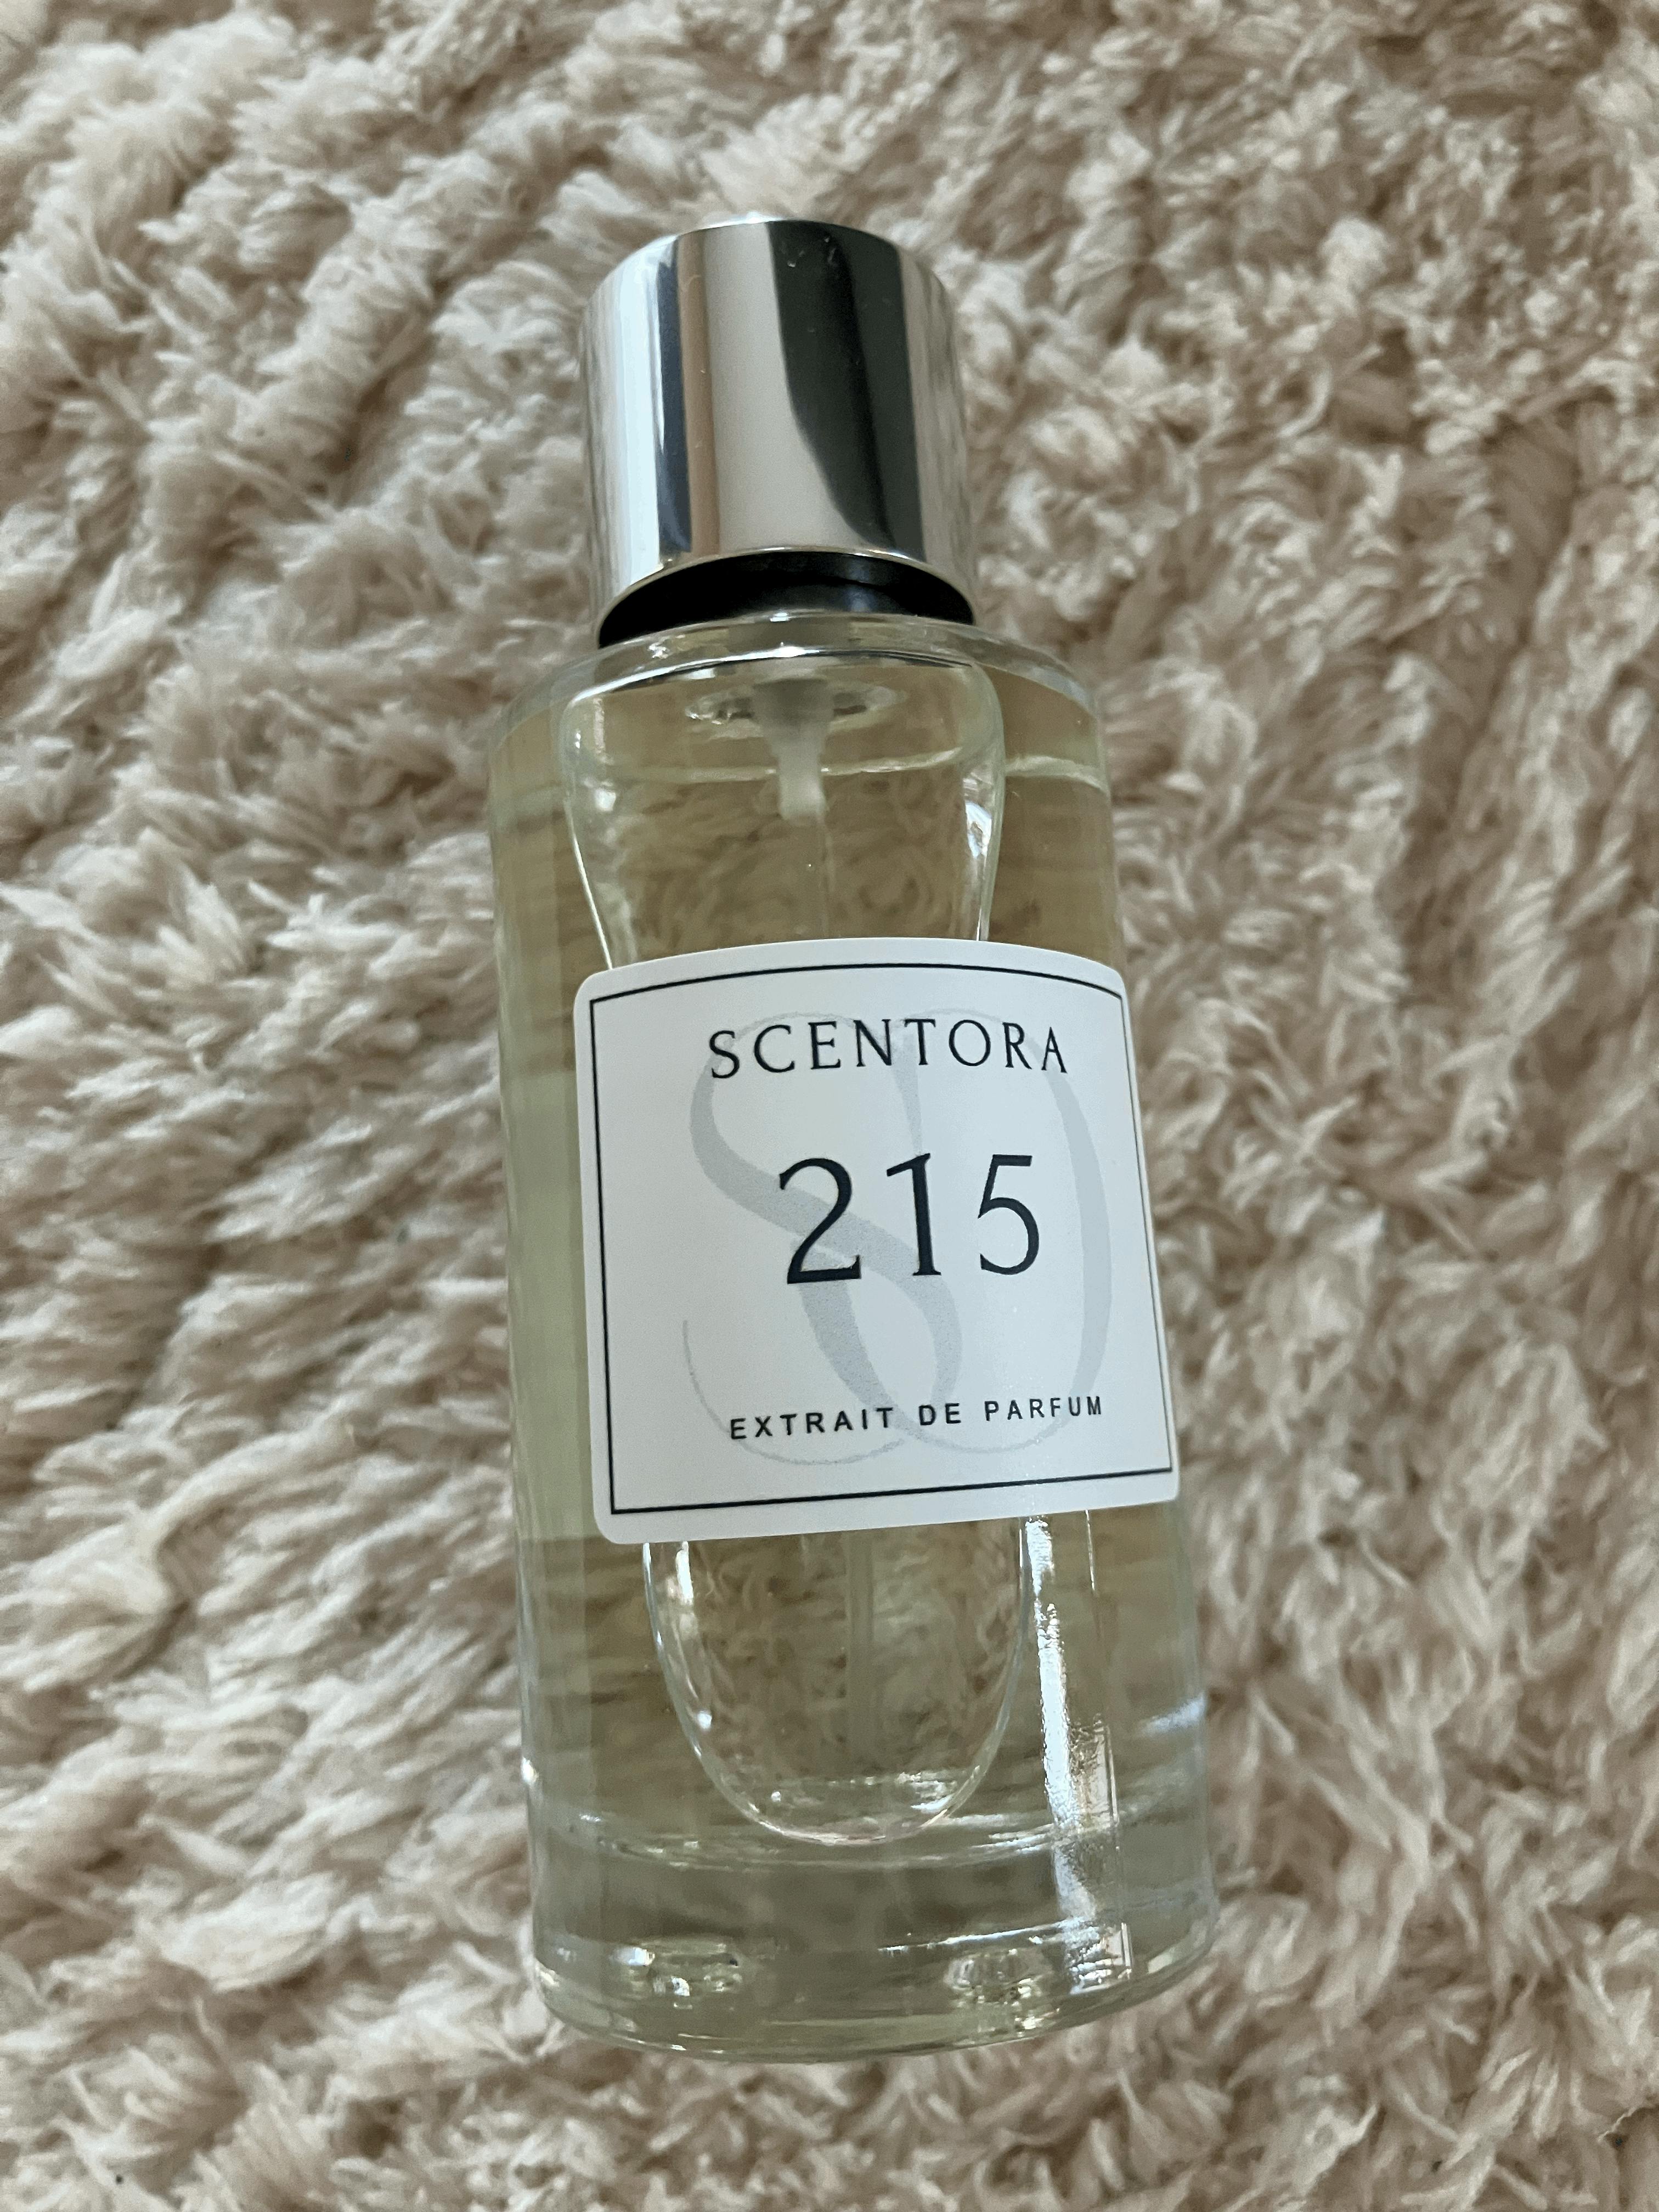 SCENTORA
215
EXTRAIT DE PARFUM